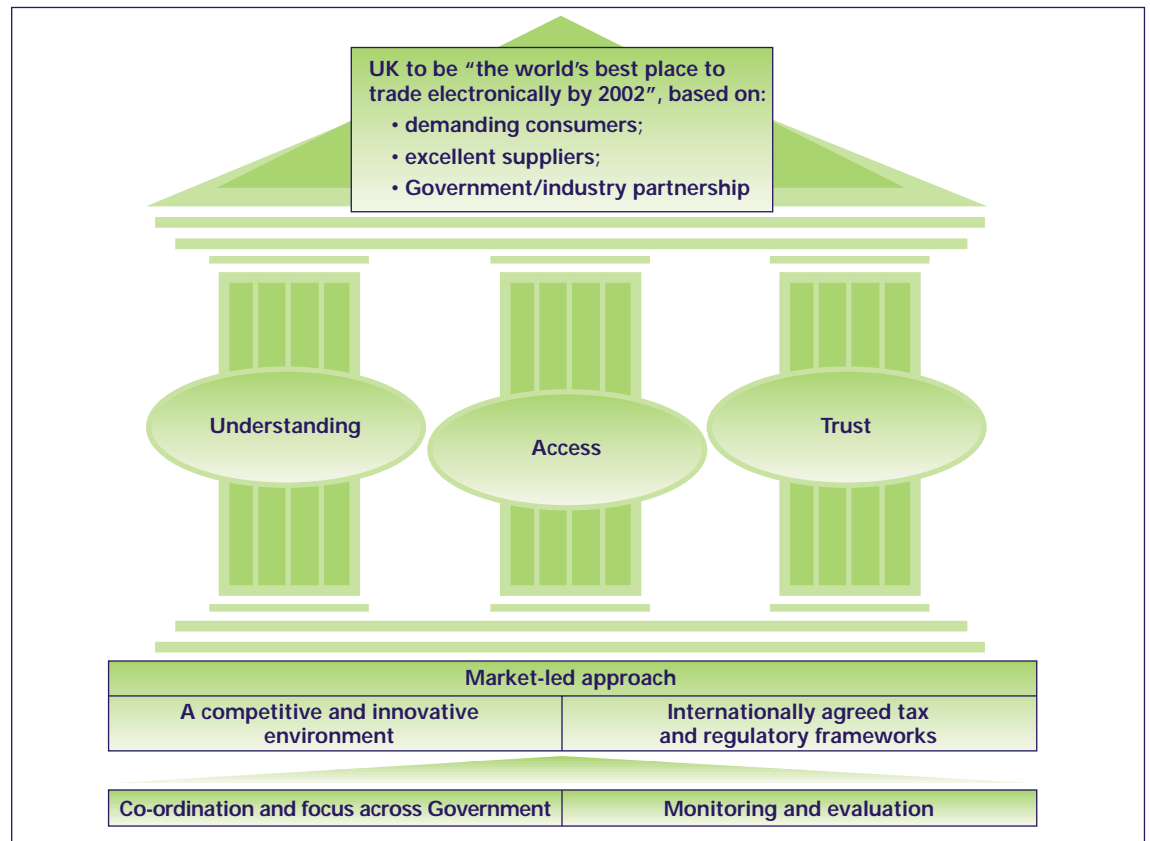 UK to be “the world’s best place to
trade electronically by 2002”, based on:
• demanding consumers;
• excellent suppliers;
• Government/industry partnership
Understanding
Access
Trust
Market-led approach
A competitive and innovative
environment
Internationally agreed tax
and regulatory frameworks
Co-ordination and focus across Government
Monitoring and evaluation